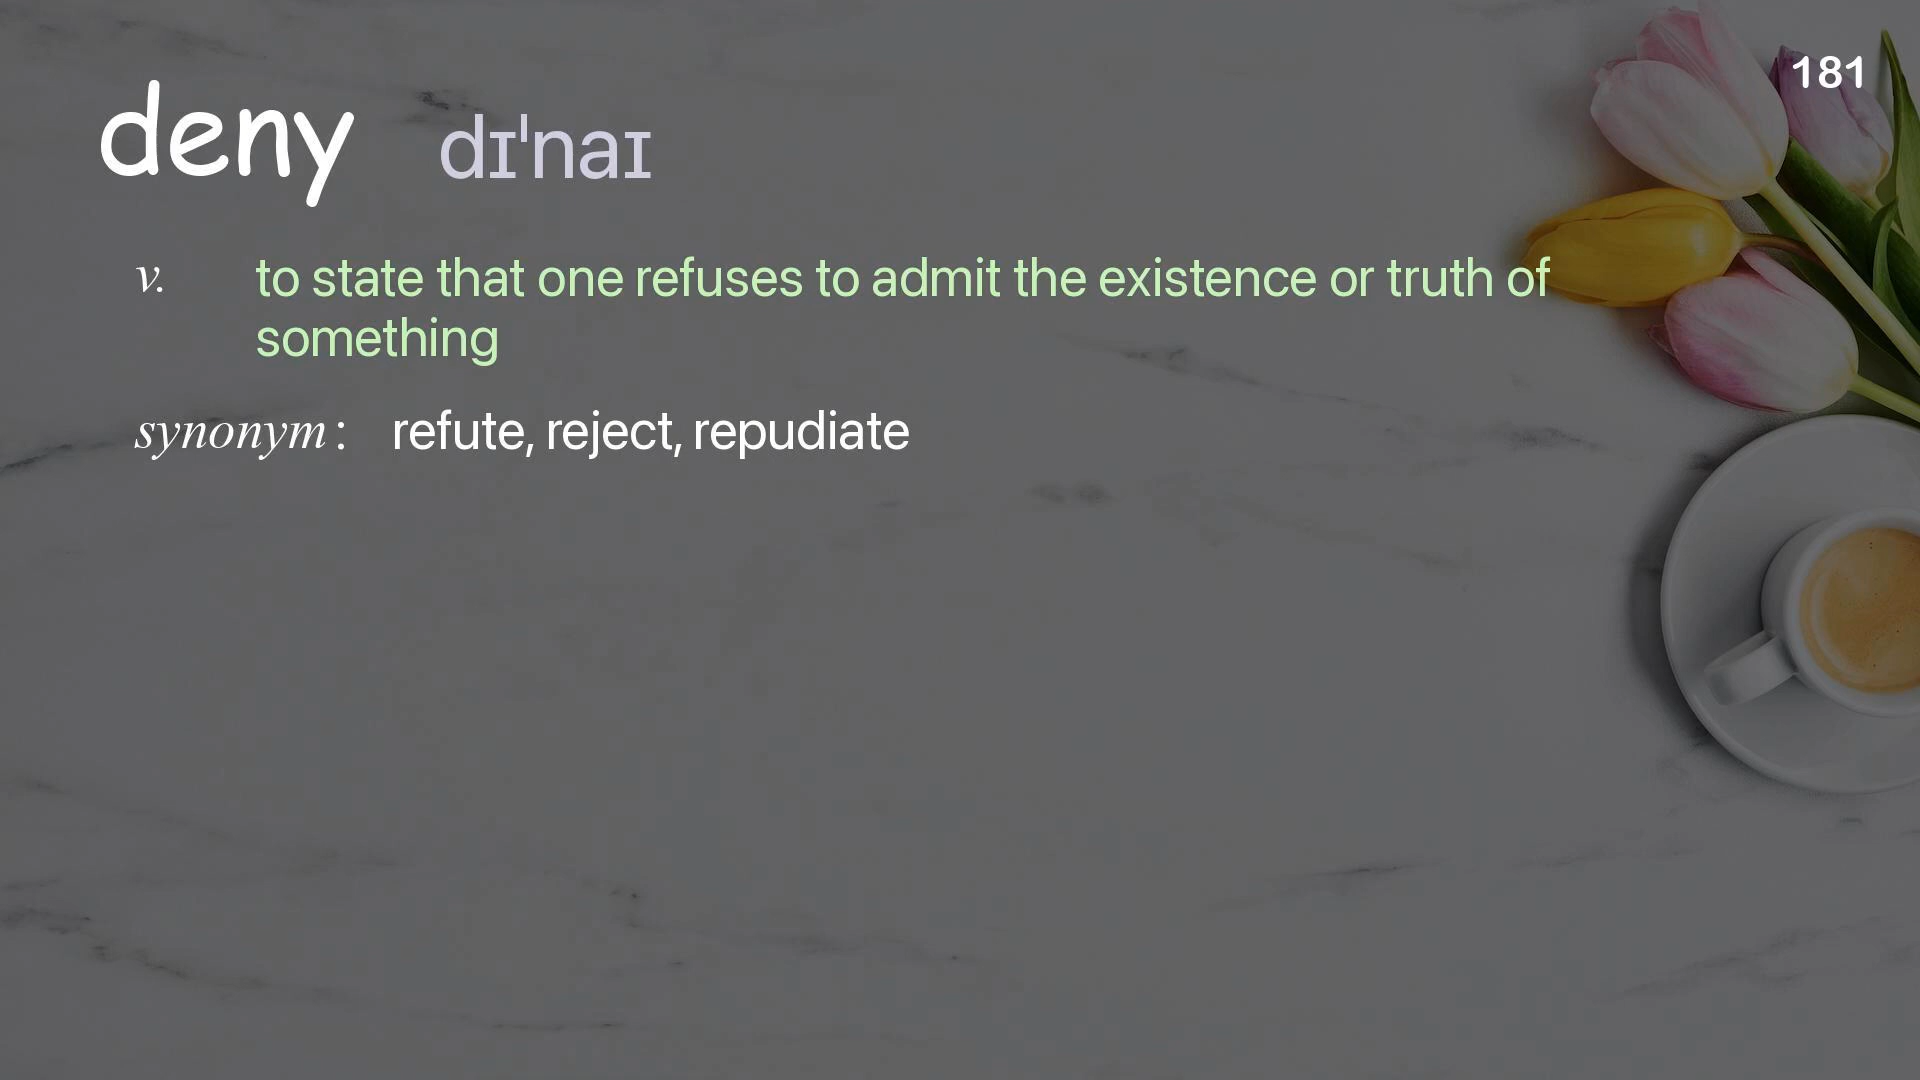 181
deny dɪˈnaɪ
v. to state that one refuses to admit the existence or truth of
something
synonym: refute, reject, repudiate